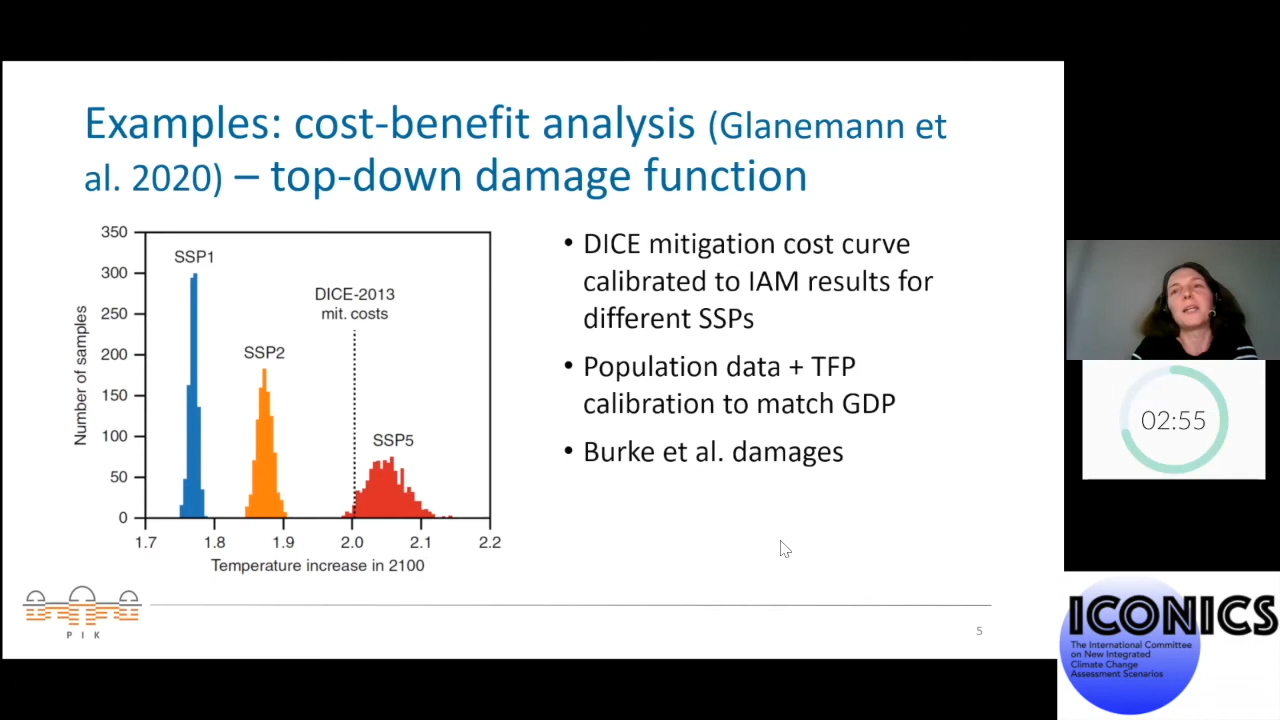 Examples: cost-benefit analysis (Glanemann et
al. 2020) – top-down damage function
350
300
250
200
150
100
50
0
Number of samples
SSP1
SSP2
DICE-2013
mit. costs
SSP5
1.7 1.8 1.9 2.0 2.1 2.2
Temperature increase in 2100
• DICE mitigation cost curve
calibrated to IAM results for
different SSPs
• Population data + TFP
calibration to match GDP
• Burke et al. damages
PIK
5
02:55
ICONICS
The International Committee
on New Integrated
Climate Change
Assessment Scenarios